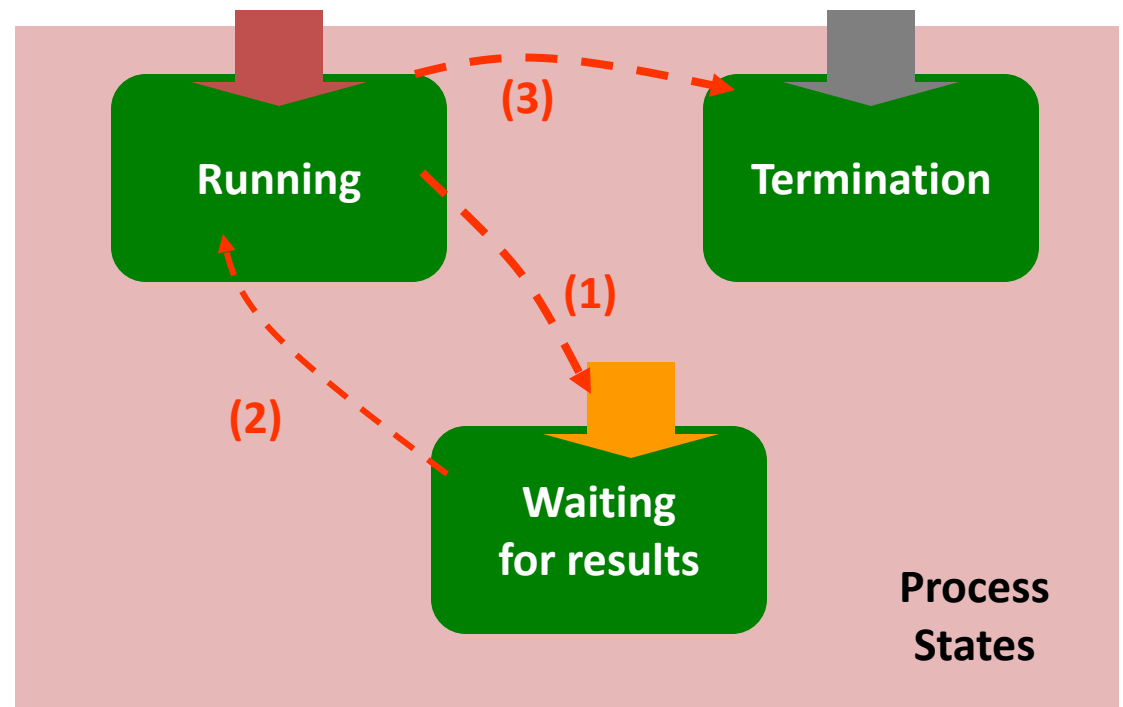 (3)
Running
Termination
(1)
(2)
Waiting
for results
Process
States